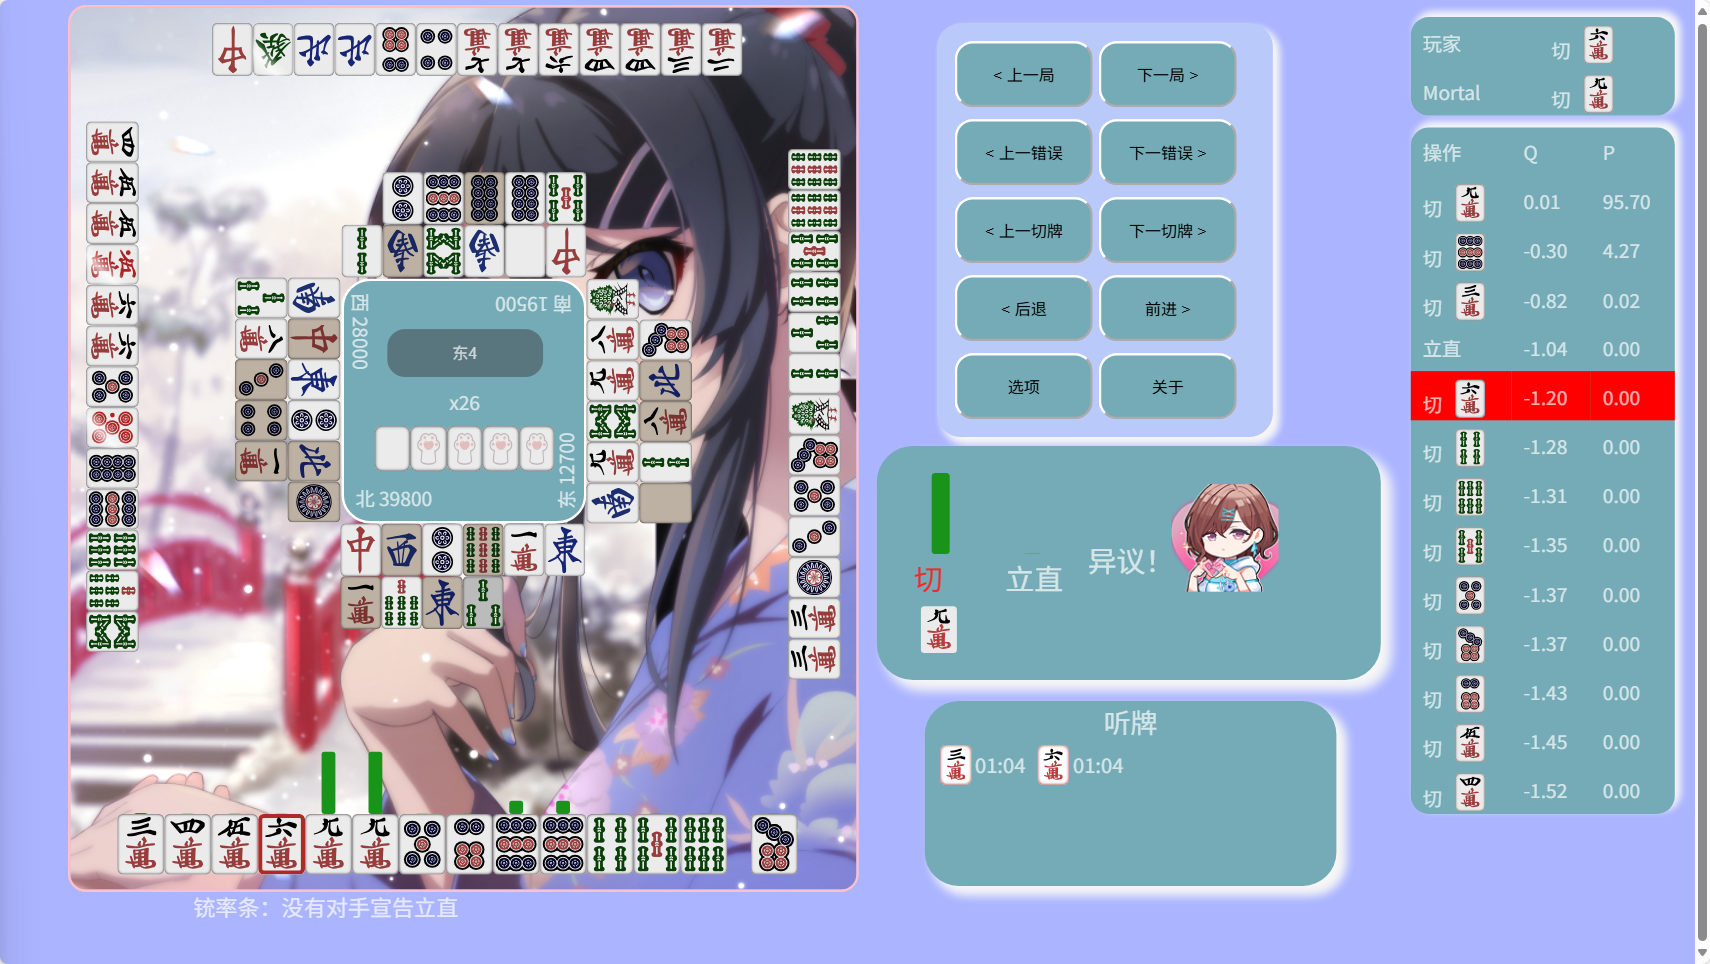 南 19500
西 28000
东4
x26
东 12700
北 39800
铳率条：没有对手宣告立直
< 上一局
下一局 >
< 上一错误
下一错误 >
< 上一切牌
下一切牌 >
< 后退
前进 >
选项
关于
切
立直
异议！
听牌
01:04
01:04
玩家 切
Mortal 切
操作 Q P
切 0.01 95.70
切 -0.30 4.27
切 -0.82 0.02
立直 -1.04 0.00
切 -1.20 0.00
切 -1.28 0.00
切 -1.31 0.00
切 -1.35 0.00
切 -1.37 0.00
切 -1.37 0.00
切 -1.43 0.00
切 -1.45 0.00
切 -1.52 0.00